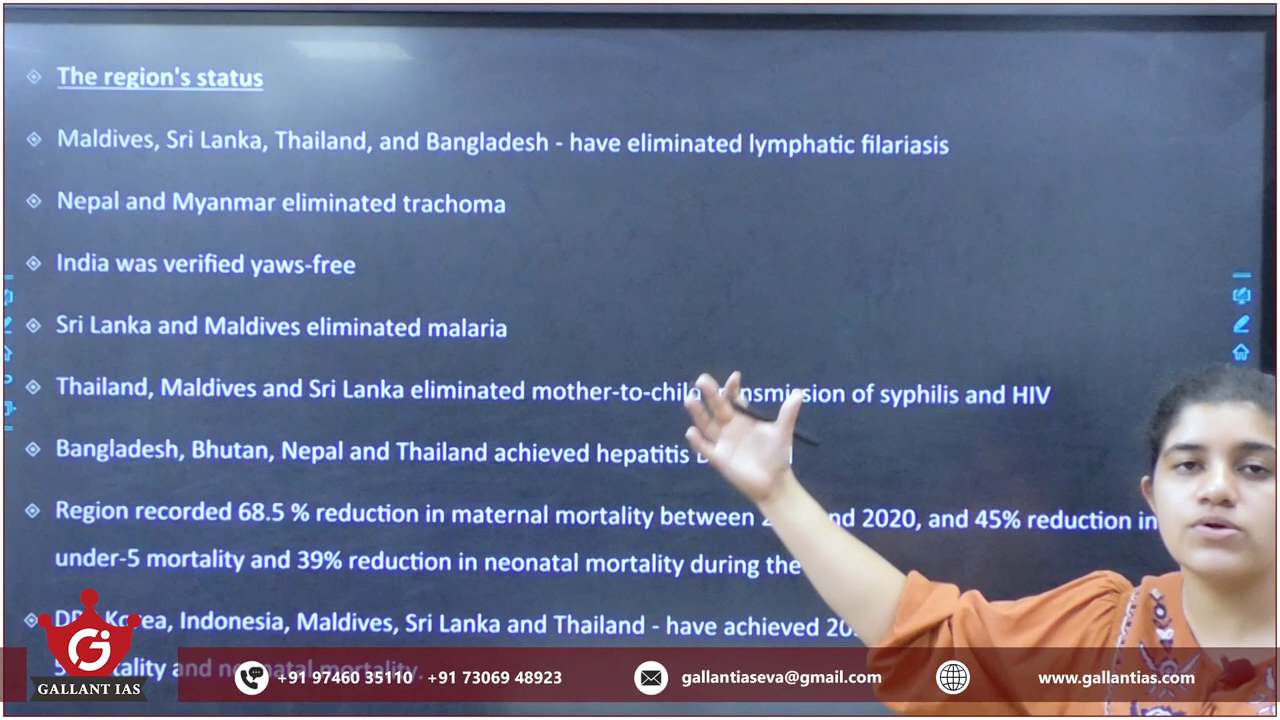 The region's status
Maldives, Sri Lanka, Thailand, and Bangladesh - have eliminated lymphatic filariasis
Nepal and Myanmar eliminated trachoma
India was verified yaws-free
Sri Lanka and Maldives eliminated malaria
Thailand, Maldives and Sri Lanka eliminated mother-to-child of syphilis and HIV
Bangladesh, Bhutan, Nepal and Thailand achieved hepatitis
Region recorded 68.5 % reduction in maternal mortality between 2020, and 45% reduction in
under-5 mortality and 39% reduction in neonatal mortality during the
Korea, Indonesia, Maldives, Sri Lanka and Thailand - have achieved
and neonatal mortality.
Gi
GALLANT IAS
+91 97460 35110 +91 73069 48923
gallantiaseva@gmail.com
www.gallantias.com